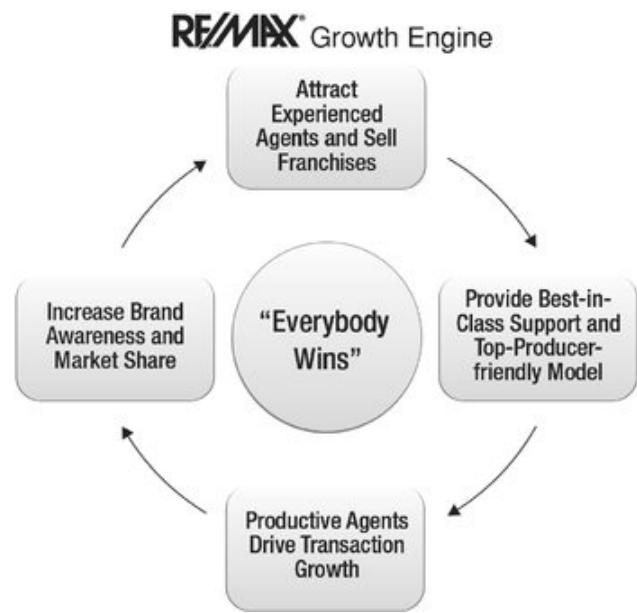 RE/MAX® Growth Engine
Attract
Experienced
Agents and Sell
Franchises
Provide Best-in-
Class Support and
Top-Producer-
friendly Model
Productive Agents
Drive Transaction
Growth
Increase Brand
Awareness and
Market Share
“Everybody
Wins”